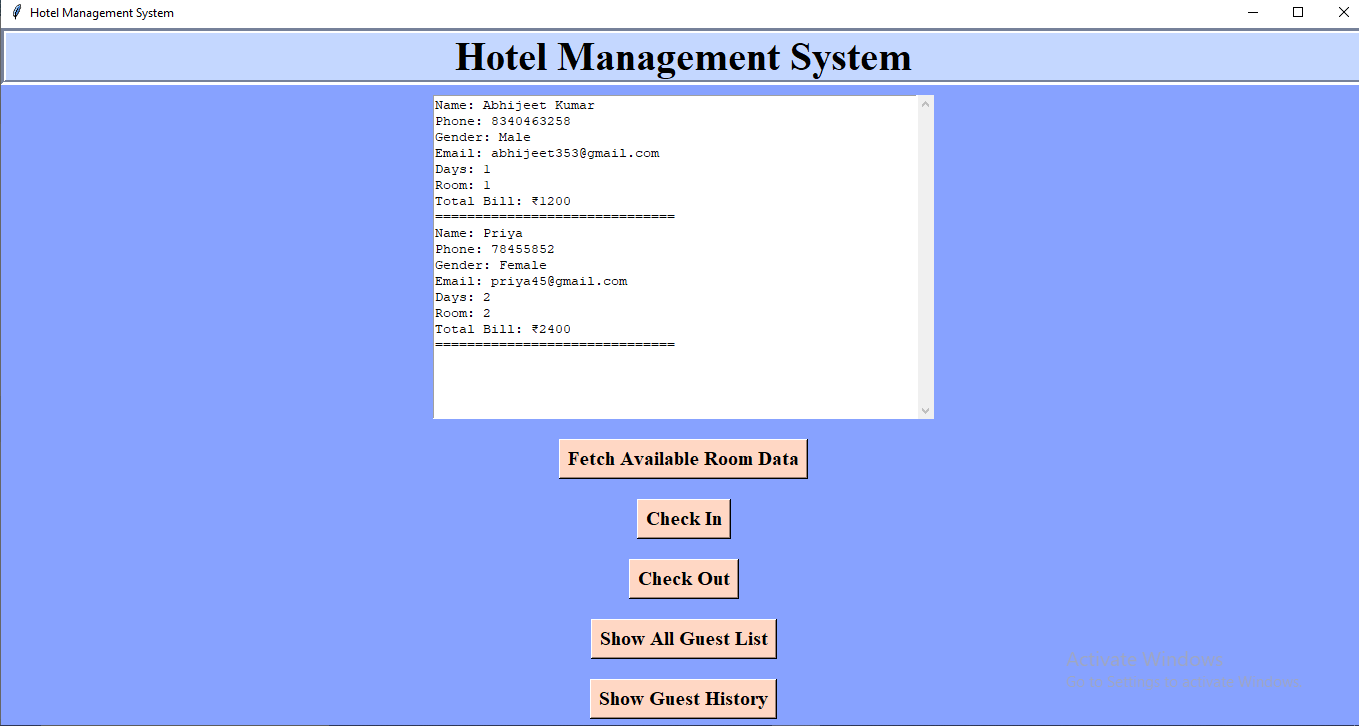 Hotel Management System
Hotel Management System
Name: Abhijeet Kumar
Phone: 8340463258
Gender: Male
Email: abhijeet353@gmail.com
Days: 1
Room: 1
Total Bill: ₹1200
==============================
Name: Priya
Phone: 78455852
Gender: Female
Email: priya45@gmail.com
Days: 2
Room: 2
Total Bill: ₹2400
==============================
Fetch Available Room Data
Check In
Check Out
Show All Guest List
Show Guest History
Activate Windows
Go to Settings to activate Windows.